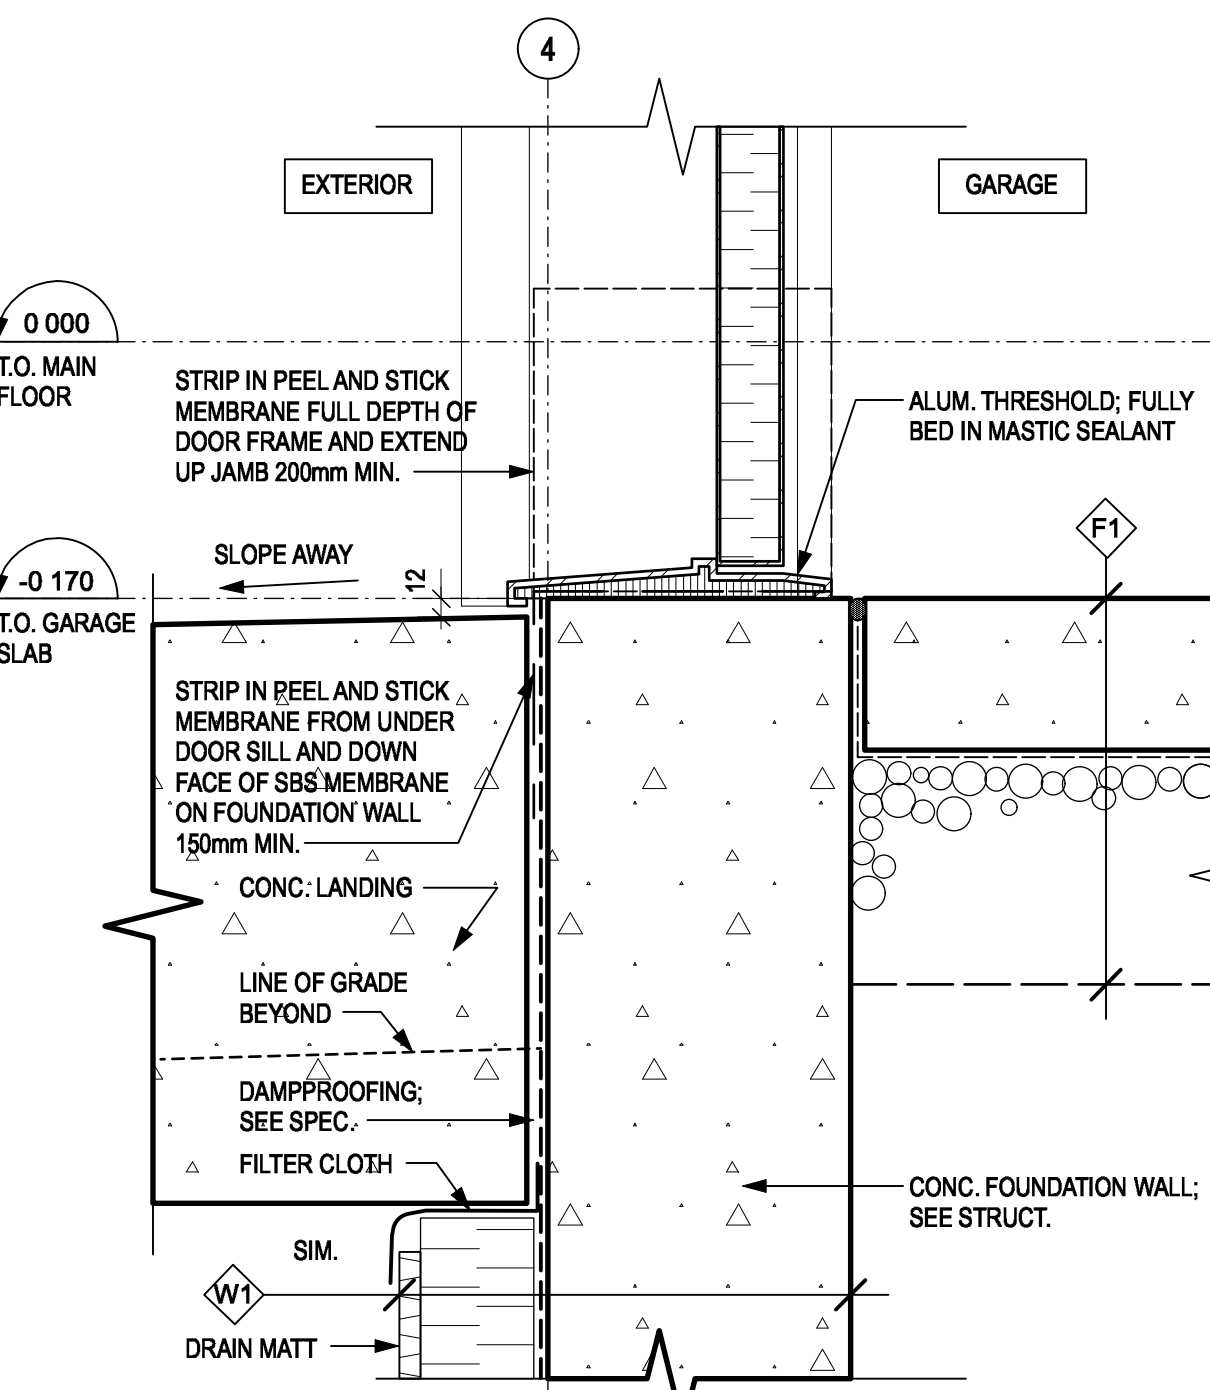 4
EXTERIOR
GARAGE
0 000
T.O. MAIN
FLOOR
STRIP IN PEEL AND STICK
MEMBRANE FULL DEPTH OF
DOOR FRAME AND EXTEND
UP JAMB 200mm MIN.
ALUM. THRESHOLD; FULLY
BED IN MASTIC SEALANT
F1
SLOPE AWAY
12
-0 170
T.O. GARAGE
SLAB
STRIP IN PEEL AND STICK
MEMBRANE FROM UNDER
DOOR SILL AND DOWN
FACE OF SBS MEMBRANE
ON FOUNDATION WALL
150mm MIN.
CONC. LANDING
LINE OF GRADE
BEYOND
DAMPPROOFING;
SEE SPEC.
FILTER CLOTH
CONC. FOUNDATION WALL;
SEE STRUCT.
SIM.
W1
DRAIN MATT